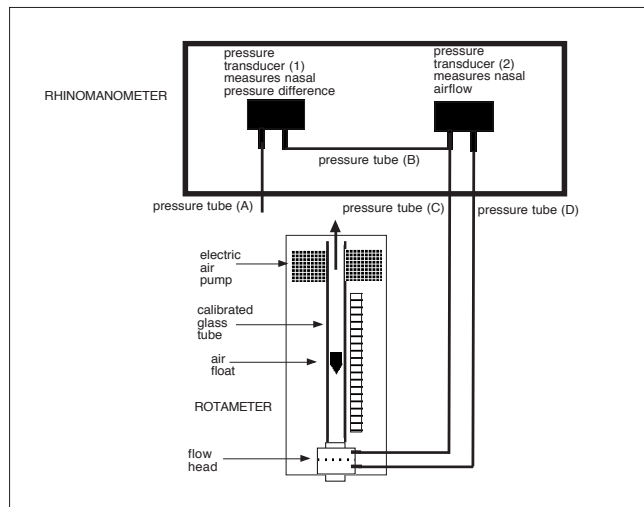 pressure
transducer (1)
measures nasal
pressure difference
pressure
transducer (2)
measures nasal
airflow
RHINOMANOMETER
pressure tube (B)
pressure tube (A)
pressure tube (C)
pressure tube (D)
electric
air
pump
calibrated
glass
tube
air
float
ROTAMETER
flow
head